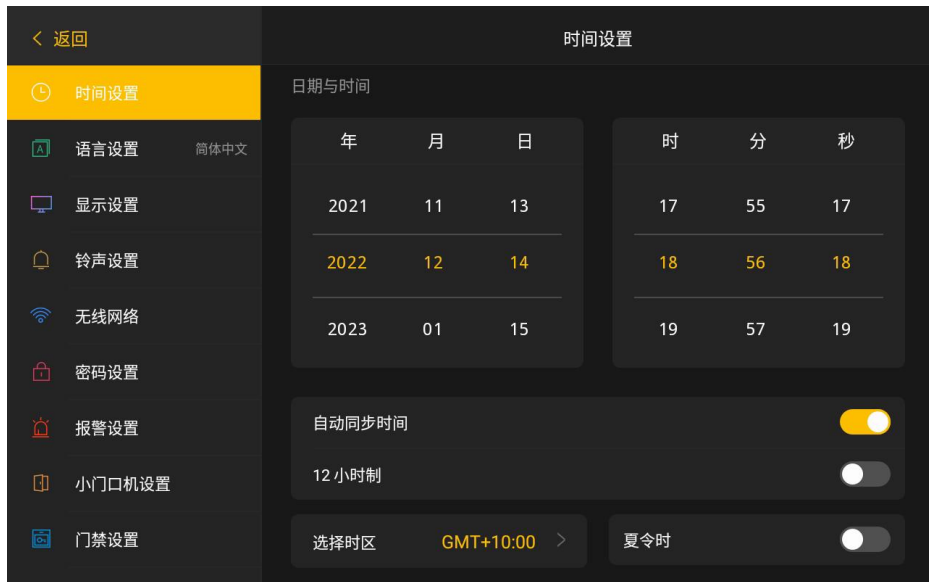 返回
时间设置
语言设置 简体中文
显示设置
铃声设置
无线网络
密码设置
报警设置
小门口机设置
门禁设置
时间设置
日期与时间
年 月 日 时 分 秒
2021 11 13 17 55 17
2022 12 14 18 56 18
2023 01 15 19 57 19
自动同步时间
12 小时制
选择时区 GMT+10:00 夏令时